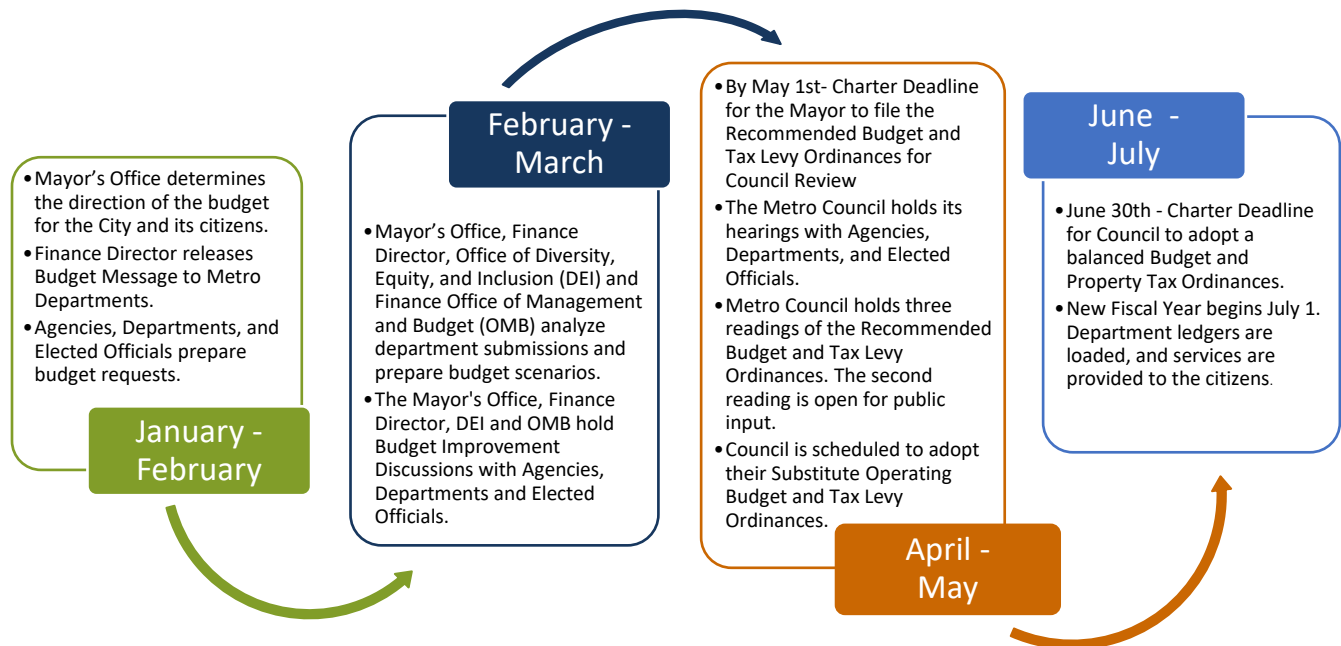 •Mayor’s Office determines
the direction of the budget
for the City and its citizens.
•Finance Director releases
Budget Message to Metro
Departments.
•Agencies, Departments, and
Elected Officials prepare
budget requests.
January -
February
February -
March
•Mayor’s Office, Finance
Director, Office of Diversity,
Equity, and Inclusion (DEI) and
Finance Office of Management
and Budget (OMB) analyze
department submissions and
prepare budget scenarios.
•The Mayor's Office, Finance
Director, DEI and OMB hold
Budget Improvement
Discussions with Agencies,
Departments and Elected
Officials.
•By May 1st- Charter Deadline
for the Mayor to file the
Recommended Budget and
Tax Levy Ordinances for
Council Review
•The Metro Council holds its
hearings with Agencies,
Departments, and Elected
Officials.
•Metro Council holds three
readings of the Recommended
Budget and Tax Levy
Ordinances. The second
reading is open for public
input.
•Council is scheduled to adopt
their Substitute Operating
Budget and Tax Levy
Ordinances.
April -
May
June -
July
•June 30th - Charter Deadline
for Council to adopt a
balanced Budget and
Property Tax Ordinances.
•New Fiscal Year begins July 1.
Department ledgers are
loaded, and services are
provided to the citizens.